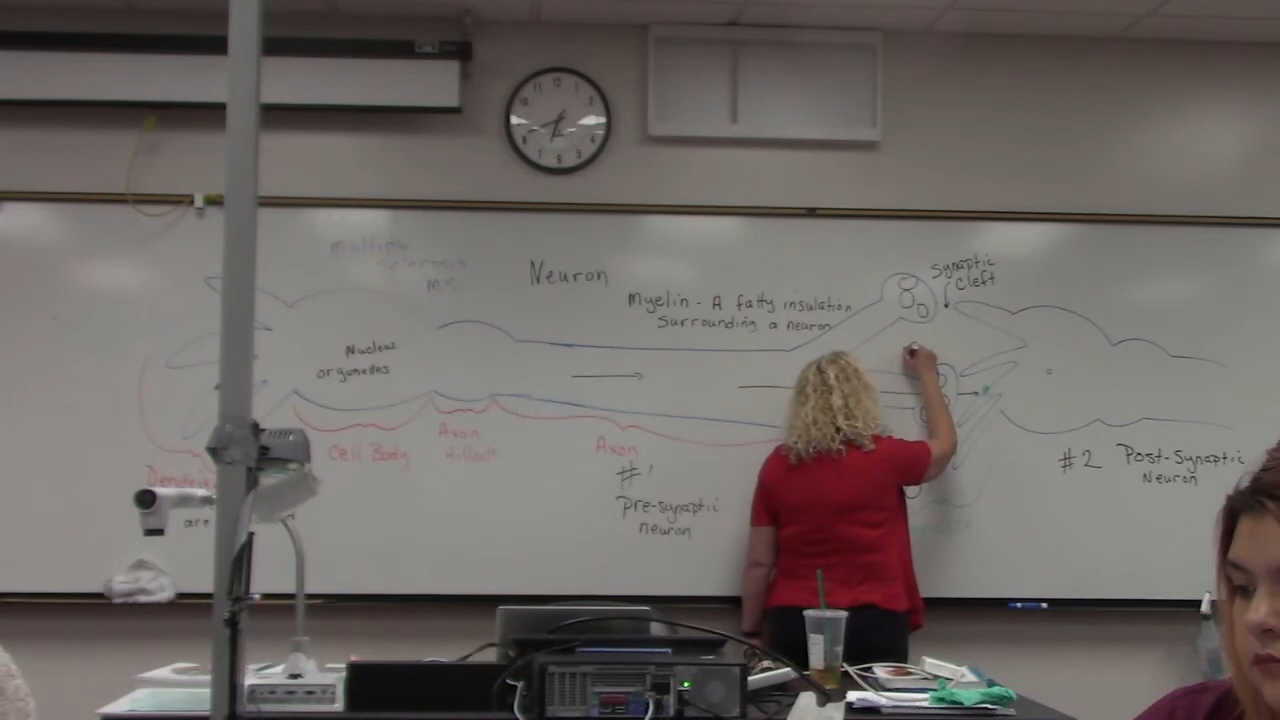 Multiple
Sclerosis
M.S.
Neuron
Myelin - A fatty insulation
Surrounding a neuron
Synaptic
Cleft
Nucleus
organelles
Cell Body
Axon
Hillock
Axon
#1
Pre-synaptic
neuron
#2 Post-Synaptic
Neuron
are